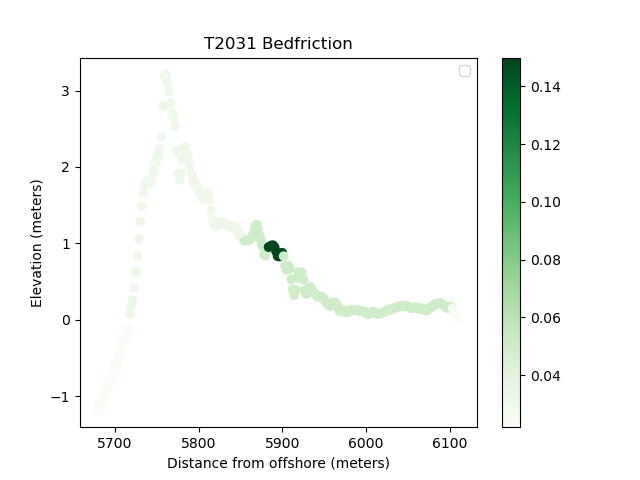 T2031 Bedfriction
3
2
1
0
−1
Elevation (meters)
5700 5800 5900 6000 6100
Distance from offshore (meters)
0.14
0.12
0.10
0.08
0.06
0.04